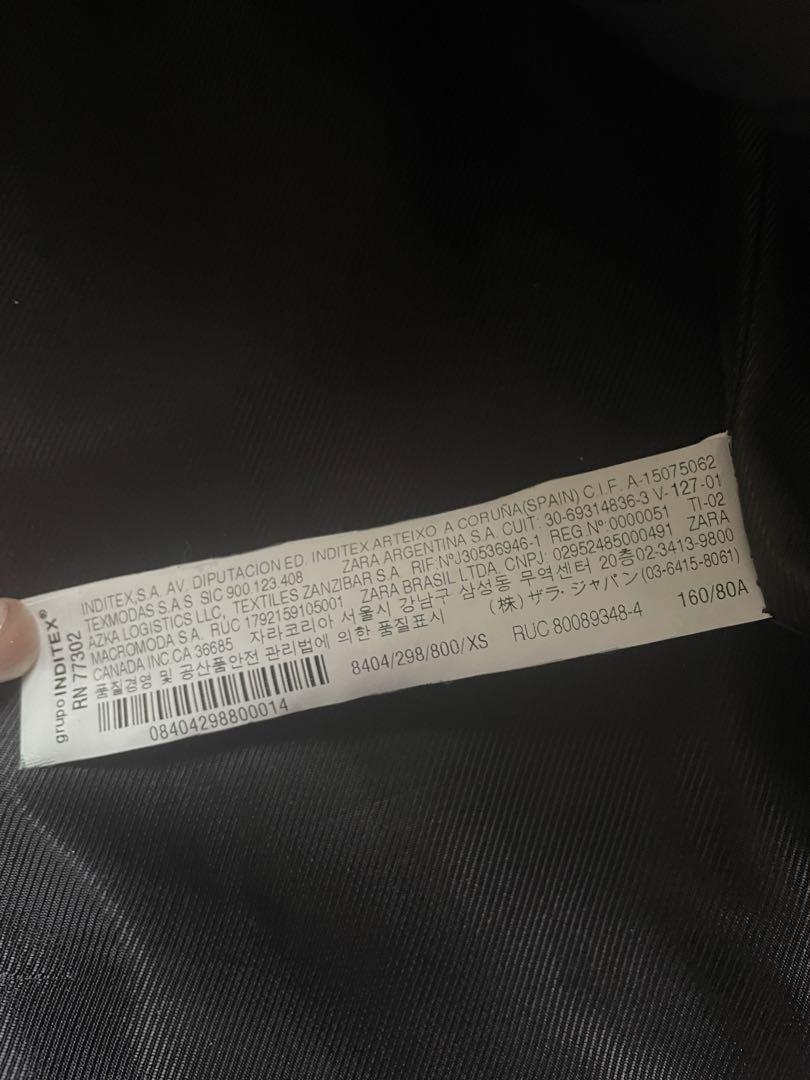 grupo INDITEX®
RN 77302
INDITEX,S.A. AV. DIPUTACION ED. INDITEX ARTEIXO A CORUÑA(SPAIN) C.I.F. A-15075062
TEXMODAS S.A.S SIC 900.123.408 ZARA ARGENTINA S.A. CUIT: 30-69314836-3 V-127-01
AZKA LOGISTICS LLC, TEXTILES ZANZIBAR S.A. RIF:NºJ30536946-1 REG.Nº:0000051 TI-02
MACROMODA S.A. RUC 1792159105001 ZARA BRASIL LTDA. CNPJ: 02952485000491 ZARA
CANADA INC.CA 36685 자라코리아 서울시 강남구 삼성동 무역센터 20층02-3413-9800
품질경영 및 공산품안전 관리법에 의한 품질표시 (株) ザラ・ジャパン (03-6415-8061)
8404/298/800/XS RUC 80089348-4 160/80A
08404298800014